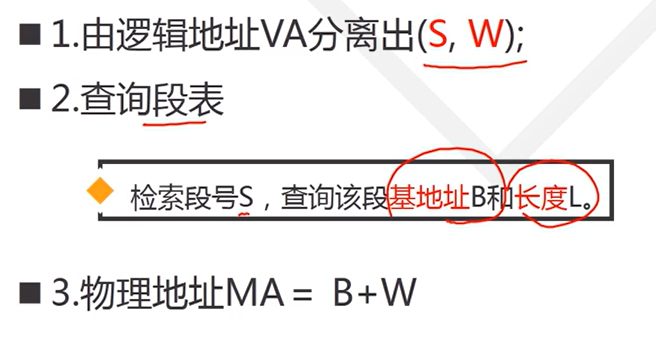 ■ 1.由逻辑地址VA分离出(S, W);
■ 2.查询段表
◆ 检索段号S，查询该段基地址B和长度L。
■ 3.物理地址MA = B+W